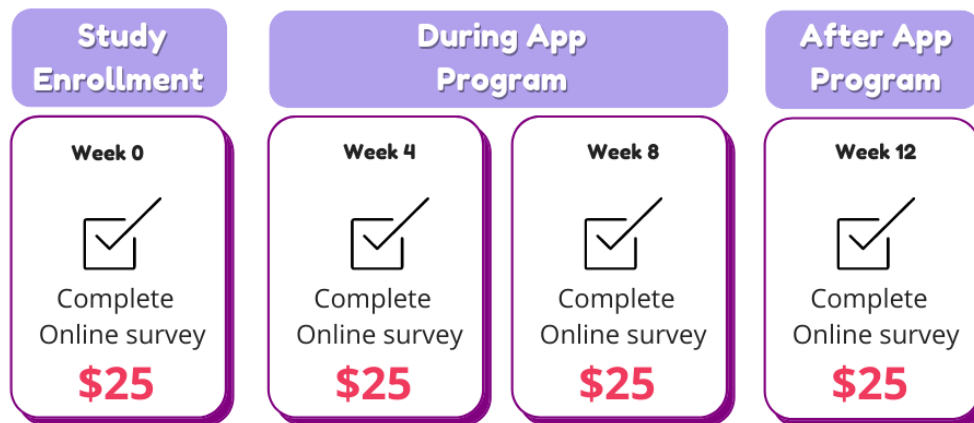 Study
Enrollment
During App
Program
After App
Program
Week 0
Complete
Online survey
$25
Week 4
Complete
Online survey
$25
Week 8
Complete
Online survey
$25
Week 12
Complete
Online survey
$25